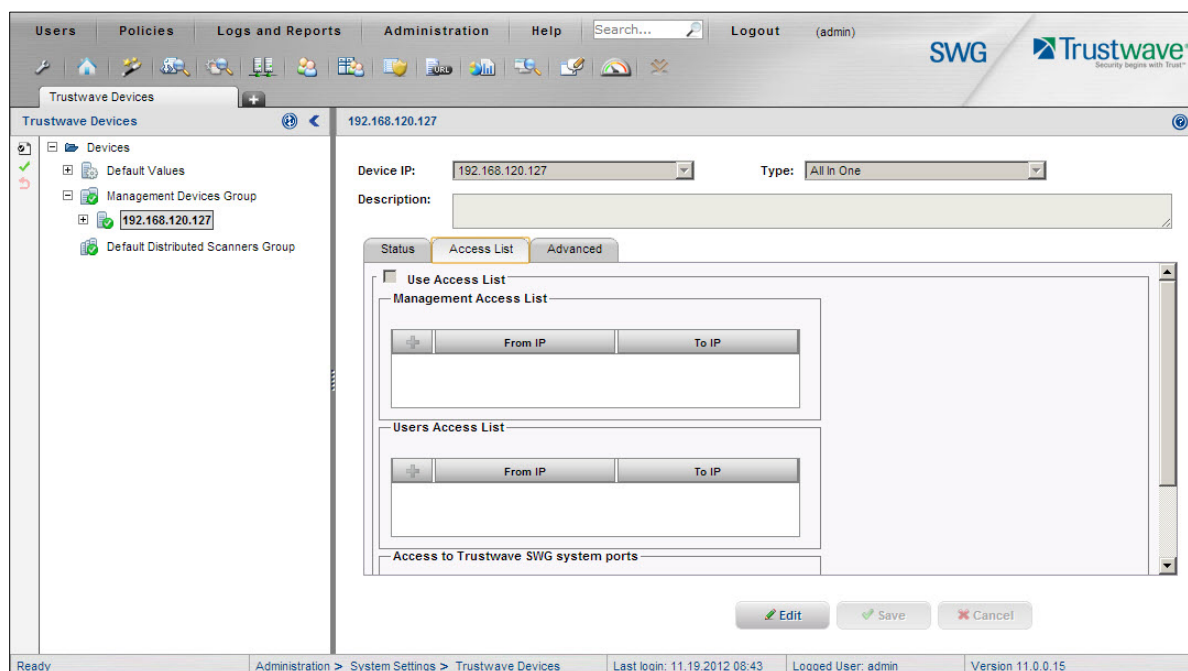 Users Policies Logs and Reports Administration Help Search... Logout (admin)
SWG Trustwave®
Security begins with Trust™
URL
Trustwave Devices
Trustwave Devices
192.168.120.127
Devices
Default Values
Management Devices Group
192.168.120.127
Default Distributed Scanners Group
Device IP: 192.168.120.127 Type: All In One
Description:
Status Access List Advanced
Use Access List
Management Access List
From IP To IP
Users Access List
From IP To IP
Access to Trustwave SWG system ports
Edit Save Cancel
Ready Administration > System Settings > Trustwave Devices Last login: 11.19.2012 08:43 Logged User: admin Version 11.0.0.15